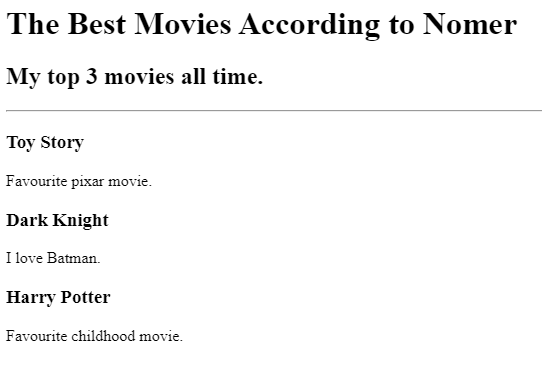 The Best Movies According to Nomer
My top 3 movies all time.
Toy Story
Favourite pixar movie.
Dark Knight
I love Batman.
Harry Potter
Favourite childhood movie.